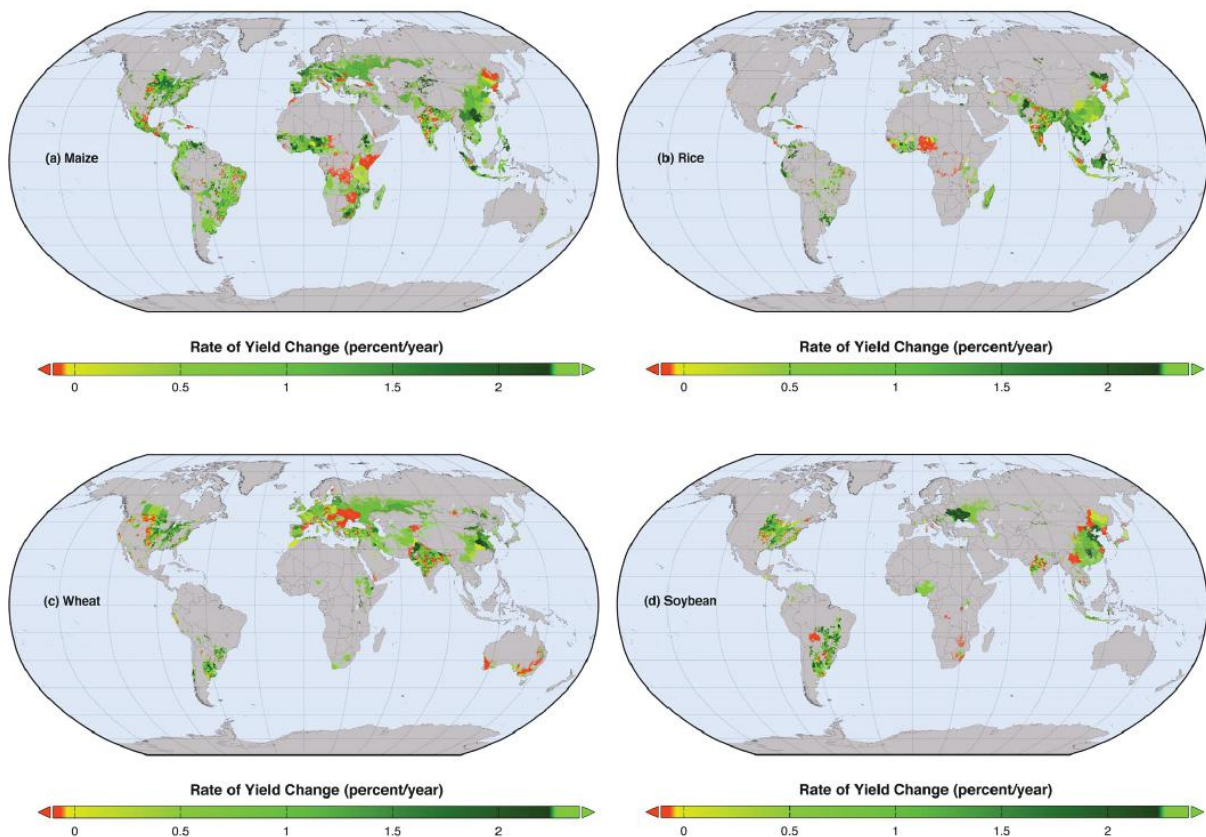 (a) Maize
Rate of Yield Change (percent/year)
0 0.5 1 1.5 2
(b) Rice
Rate of Yield Change (percent/year)
0 0.5 1 1.5 2
(c) Wheat
Rate of Yield Change (percent/year)
0 0.5 1 1.5 2
(d) Soybean
Rate of Yield Change (percent/year)
0 0.5 1 1.5 2